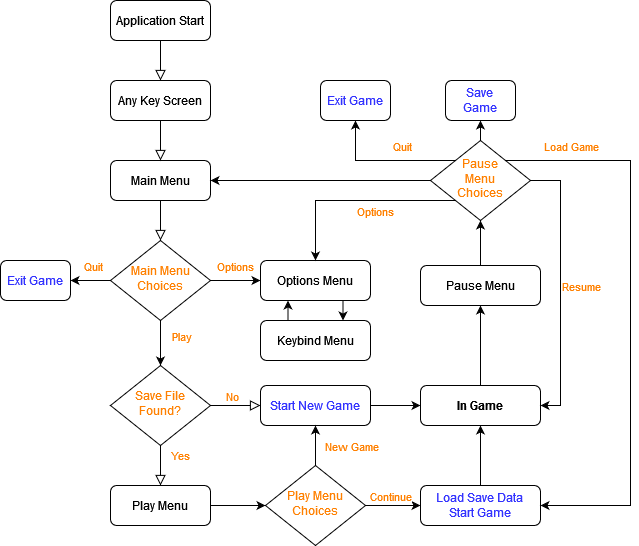 Application Start
Any Key Screen
Exit Game
Save
Game
Quit
Load Game
Main Menu
Pause
Menu
Choices
Options
Exit Game
Quit
Main Menu
Choices
Options
Options Menu
Pause Menu
Resume
Keybind Menu
Play
Save File
Found?
No
Start New Game
In Game
Yes
New Game
Play Menu
Play Menu
Choices
Continue
Load Save Data
Start Game